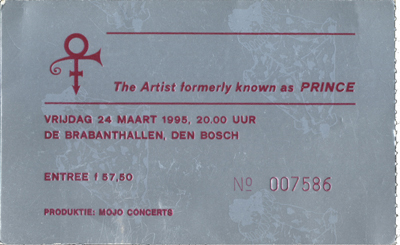 The Artist formerly known as PRINCE
VRIJDAG 24 MAART 1995, 20.00 UUR
DE BRABANTHALLEN, DEN BOSCH
ENTREE f 57,50
Nº 007586
PRODUKTIE: MOJO CONCERTS